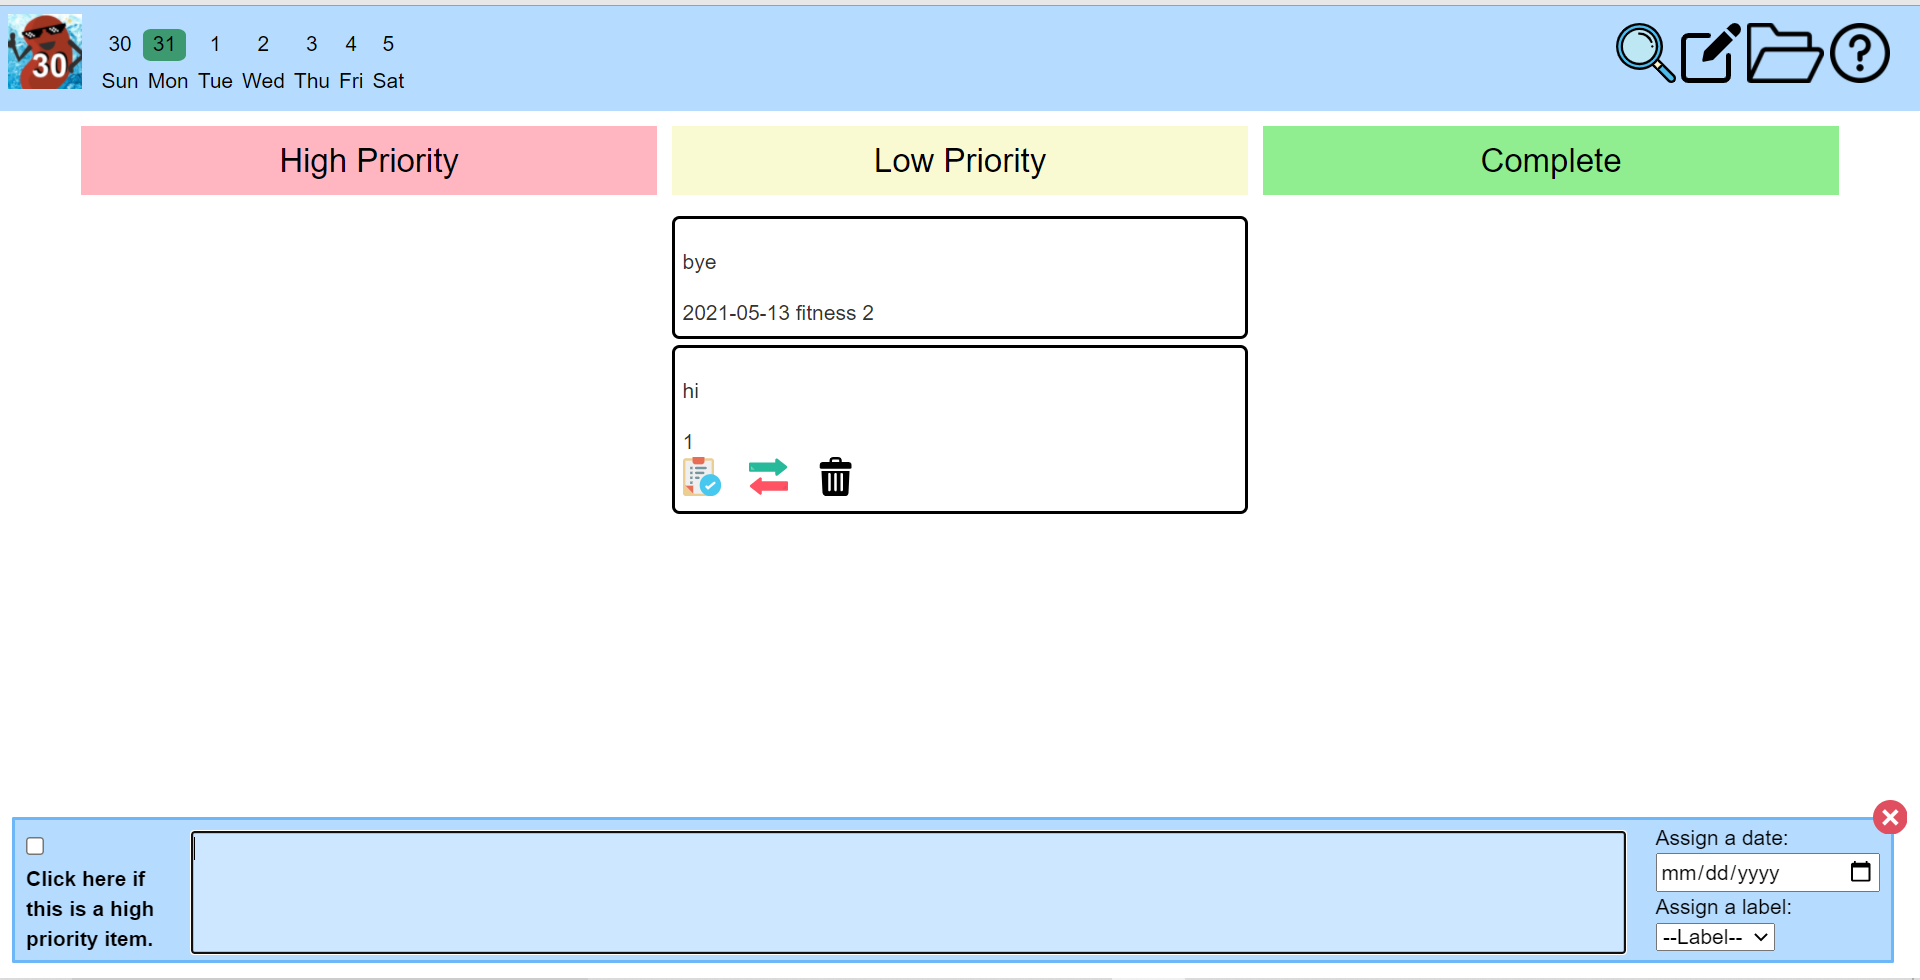 30
30 31 1 2 3 4 5
Sun Mon Tue Wed Thu Fri Sat
High Priority
Low Priority
Complete
bye
2021-05-13 fitness 2
hi
1
Click here if
this is a high
priority item.
Assign a date:
mm/dd/yyyy
Assign a label:
--Label--